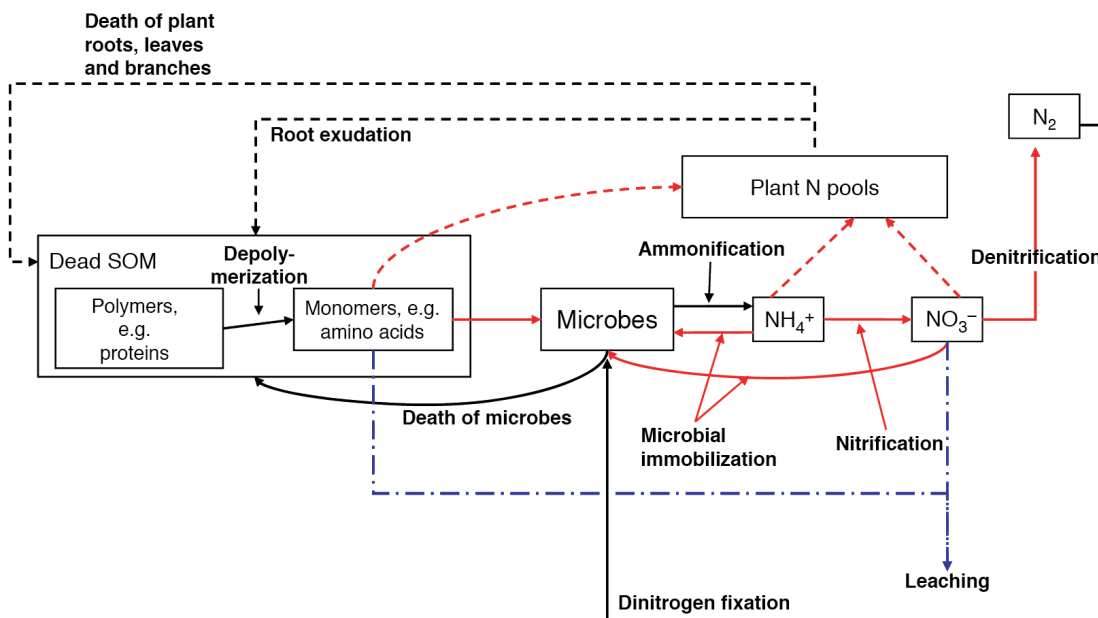 Death of plant
roots, leaves
and branches
Root exudation
N₂
Plant N pools
Dead SOM
Depoly-
merization
Ammonification
Denitrification
Polymers,
e.g.
proteins
Monomers, e.g.
amino acids
Microbes
NH₄⁺
NO₃⁻
Death of microbes
Microbial
immobilization
Nitrification
Leaching
Dinitrogen fixation